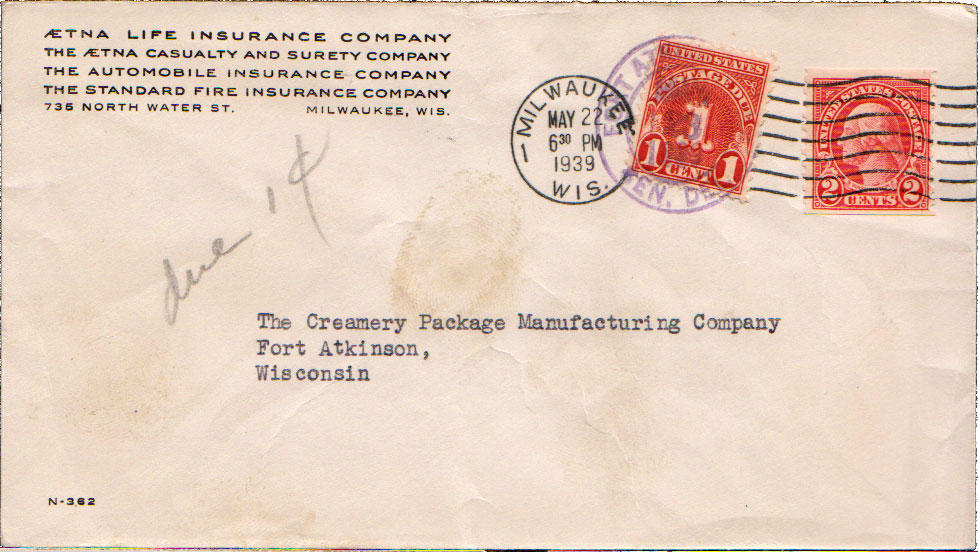 ÆTNA LIFE INSURANCE COMPANY
THE ÆTNA CASUALTY AND SURETY COMPANY
THE AUTOMOBILE INSURANCE COMPANY
THE STANDARD FIRE INSURANCE COMPANY
735 NORTH WATER ST. MILWAUKEE, WIS.
MILWAUKEE
MAY 22
6 30 PM
1939
WIS.
UNITED STATES
POSTAGE DUE
1
1 CENT 1
UNITED STATES POSTAGE
2 CENTS 2
due 1¢
The Creamery Package Manufacturing Company
Fort Atkinson,
Wisconsin
N-362